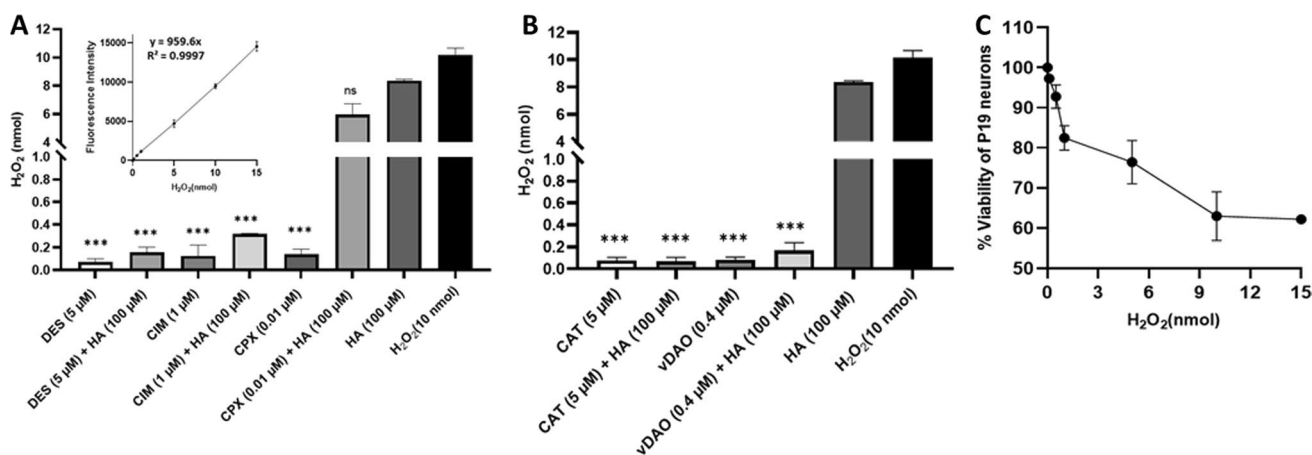 A
12
10
8
6
4
1.0
0.8
0.6
0.4
0.2
0.0
H₂O₂ (nmol)
15000
10000
5000
0
Fluorescence Intensity
y = 959.6x
R² = 0.9997
0 5 10 15
H₂O₂(nmol)
*** *** *** *** *** ns
DES (5 µM)
DES (5 µM) + HA (100 µM)
CIM (1 µM)
CIM (1 µM) + HA (100 µM)
CPX (0.01 µM)
CPX (0.01 µM) + HA (100 µM)
HA (100 µM)
H₂O₂(10 nmol)
B
12
10
8
6
4
1.0
0.8
0.6
0.4
0.2
0.0
H₂O₂ (nmol)
*** *** *** ***
CAT (5 µM)
CAT (5 µM) + HA (100 µM)
vDAO (0.4 µM)
vDAO (0.4 µM) + HA (100 µM)
HA (100 µM)
H₂O₂(10 nmol)
C
110
100
90
80
70
60
50
% Viability of P19 neurons
0 3 6 9 12 15
H₂O₂(nmol)